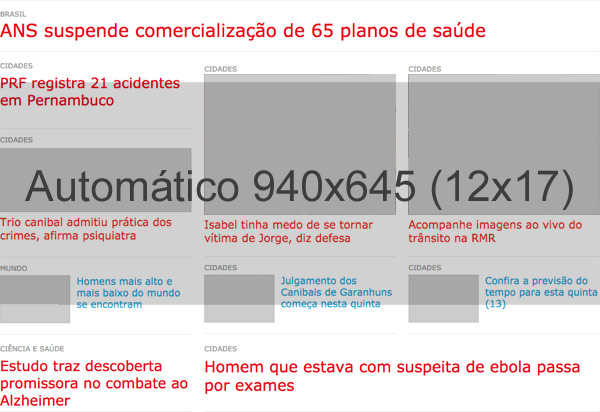 BRASIL
ANS suspende comercialização de 65 planos de saúde
CIDADES
PRF registra 21 acidentes
em Pernambuco
CIDADES
CIDADES
CIDADES
Automático 940x645 (12x17)
Trio canibal admitiu prática dos
crimes, afirma psiquiatra
Isabel tinha medo de se tornar
vítima de Jorge, diz defesa
Acompanhe imagens ao vivo do
trânsito na RMR
MUNDO
Homens mais alto e
mais baixo do mundo
se encontram
CIDADES
Julgamento dos
Canibais de Garanhuns
começa nesta quinta
CIDADES
Confira a previsão do
tempo para esta quinta
(13)
CIÊNCIA E SAÚDE
Estudo traz descoberta
promissora no combate ao
Alzheimer
CIDADES
Homem que estava com suspeita de ebola passa
por exames